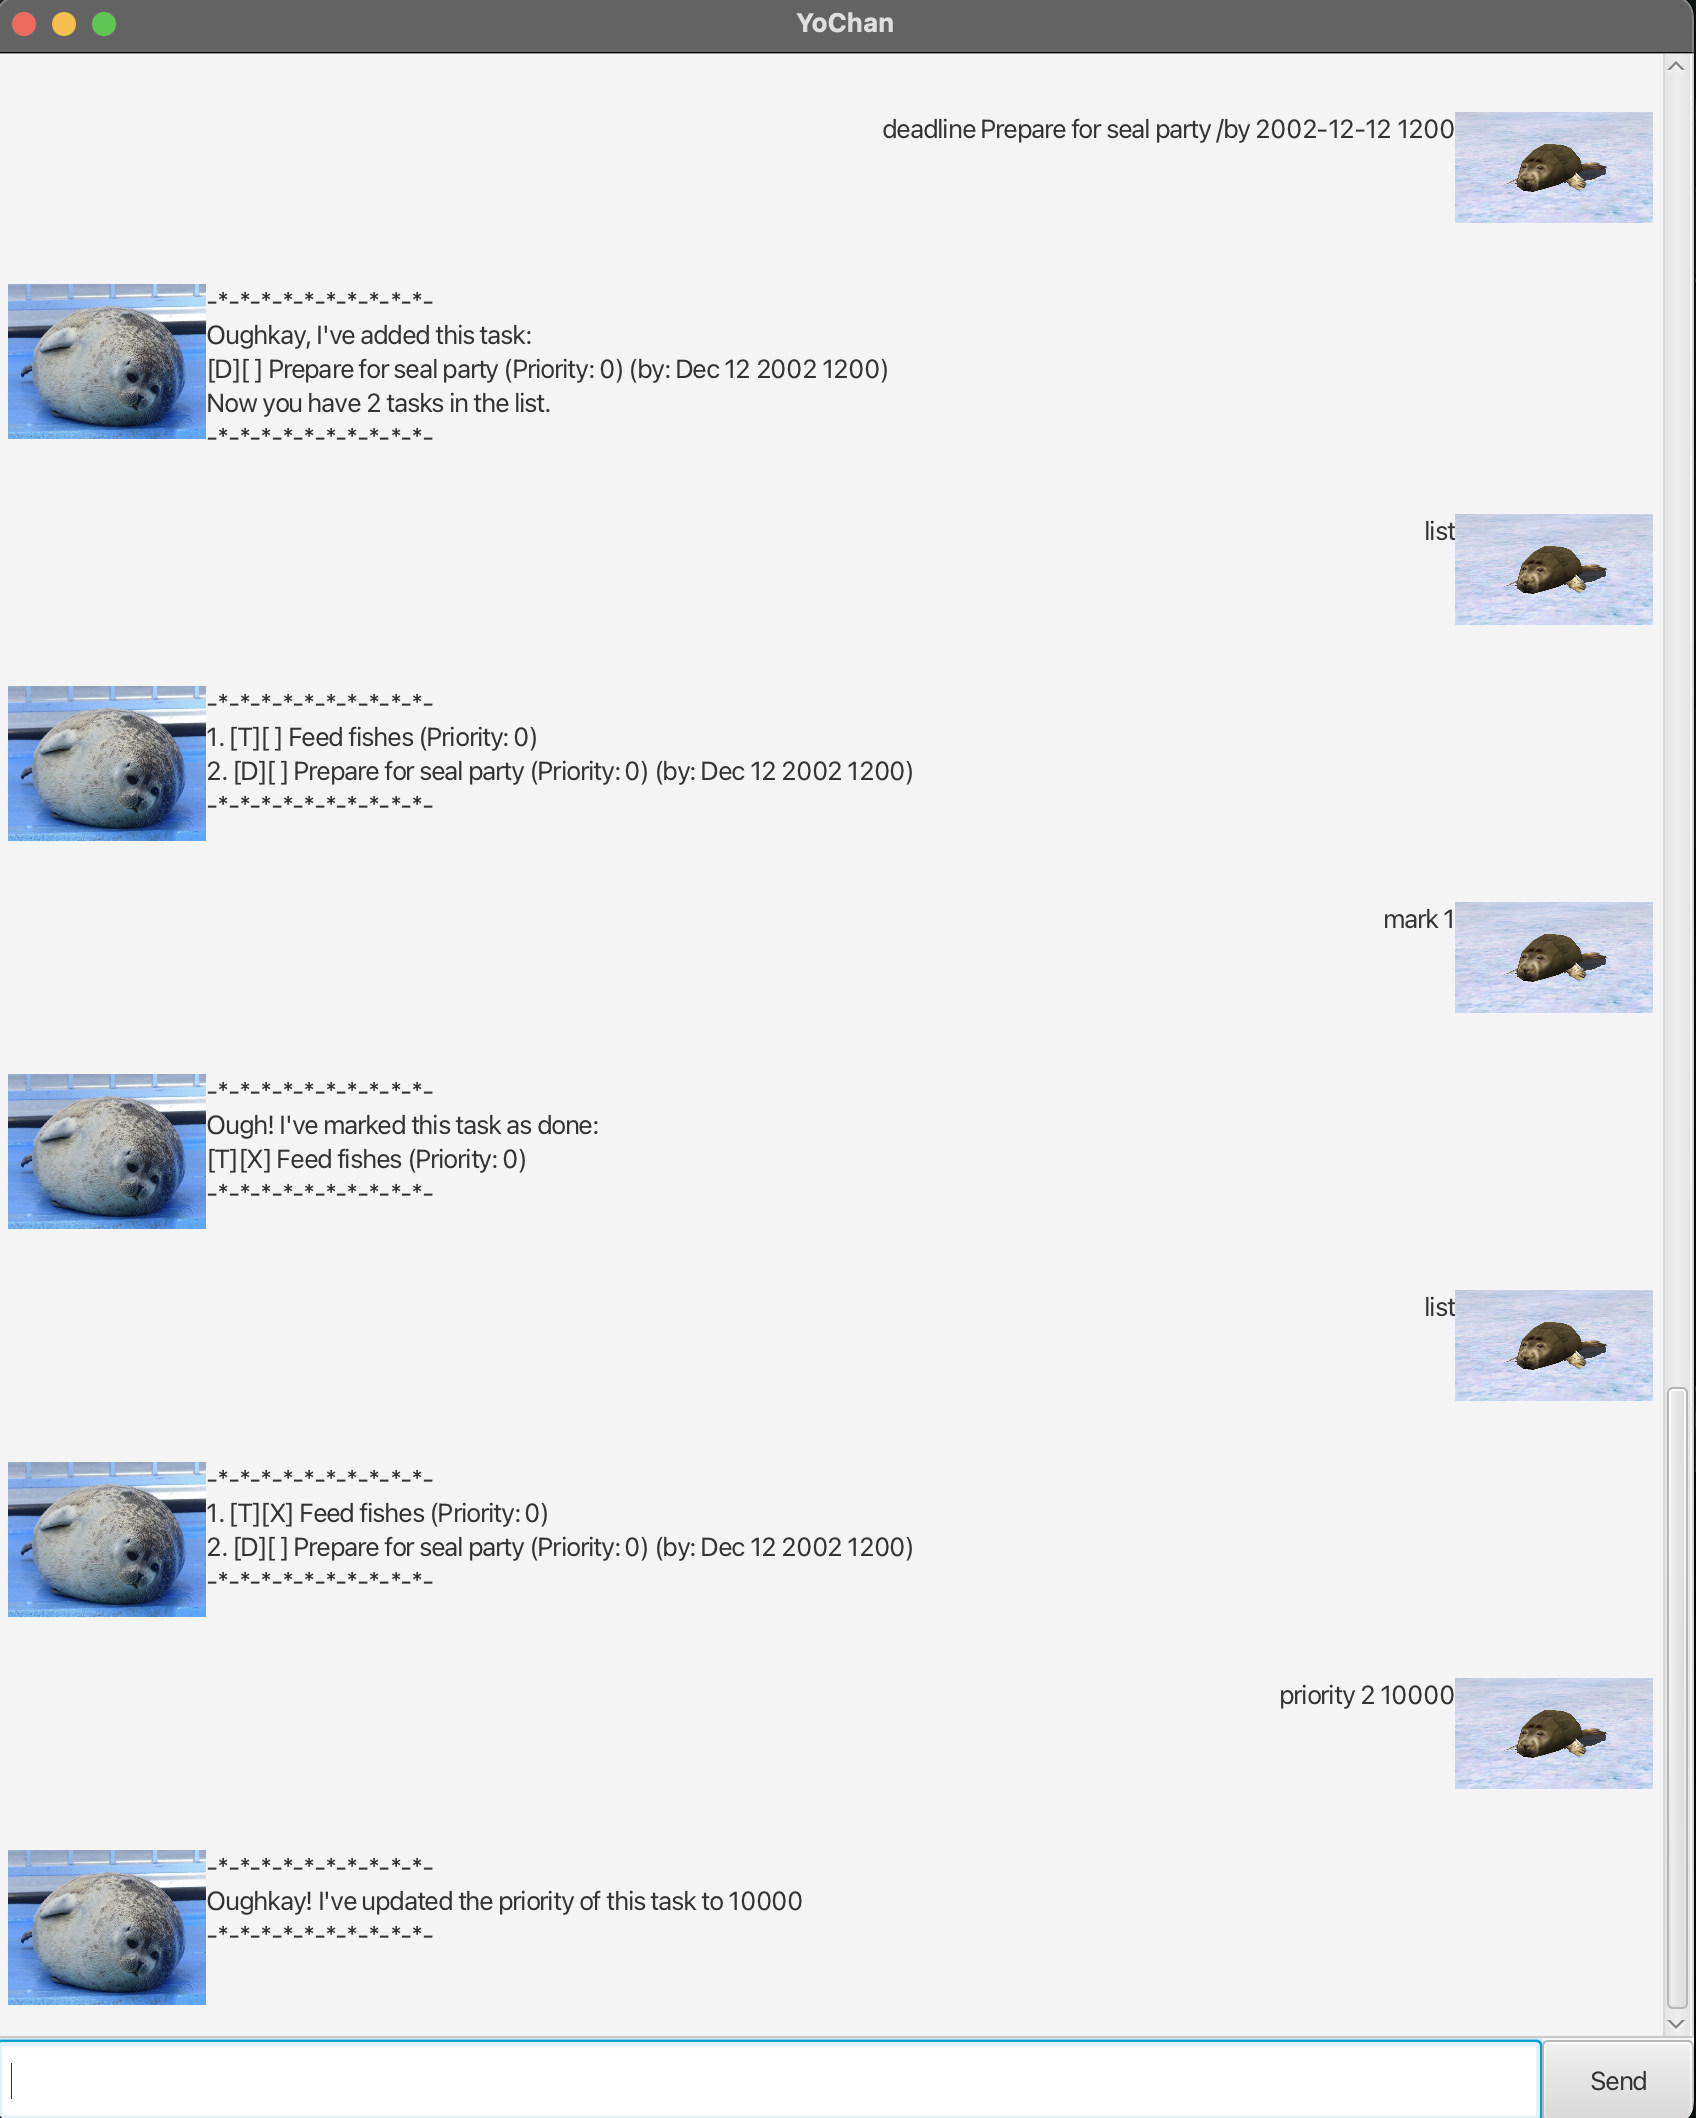 YoChan
deadline Prepare for seal party /by 2002-12-12 1200
-*-*-*-*-*-*-*-*-*-*-
Oughkay, I've added this task:
[D][ ] Prepare for seal party (Priority: 0) (by: Dec 12 2002 1200)
Now you have 2 tasks in the list.
-*-*-*-*-*-*-*-*-*-*-
list
-*-*-*-*-*-*-*-*-*-*-
1. [T][ ] Feed fishes (Priority: 0)
2. [D][ ] Prepare for seal party (Priority: 0) (by: Dec 12 2002 1200)
-*-*-*-*-*-*-*-*-*-*-
mark 1
-*-*-*-*-*-*-*-*-*-*-
Ough! I've marked this task as done:
[T][X] Feed fishes (Priority: 0)
-*-*-*-*-*-*-*-*-*-*-
list
-*-*-*-*-*-*-*-*-*-*-
1. [T][X] Feed fishes (Priority: 0)
2. [D][ ] Prepare for seal party (Priority: 0) (by: Dec 12 2002 1200)
-*-*-*-*-*-*-*-*-*-*-
priority 2 10000
-*-*-*-*-*-*-*-*-*-*-
Oughkay! I've updated the priority of this task to 10000
-*-*-*-*-*-*-*-*-*-*-
Send